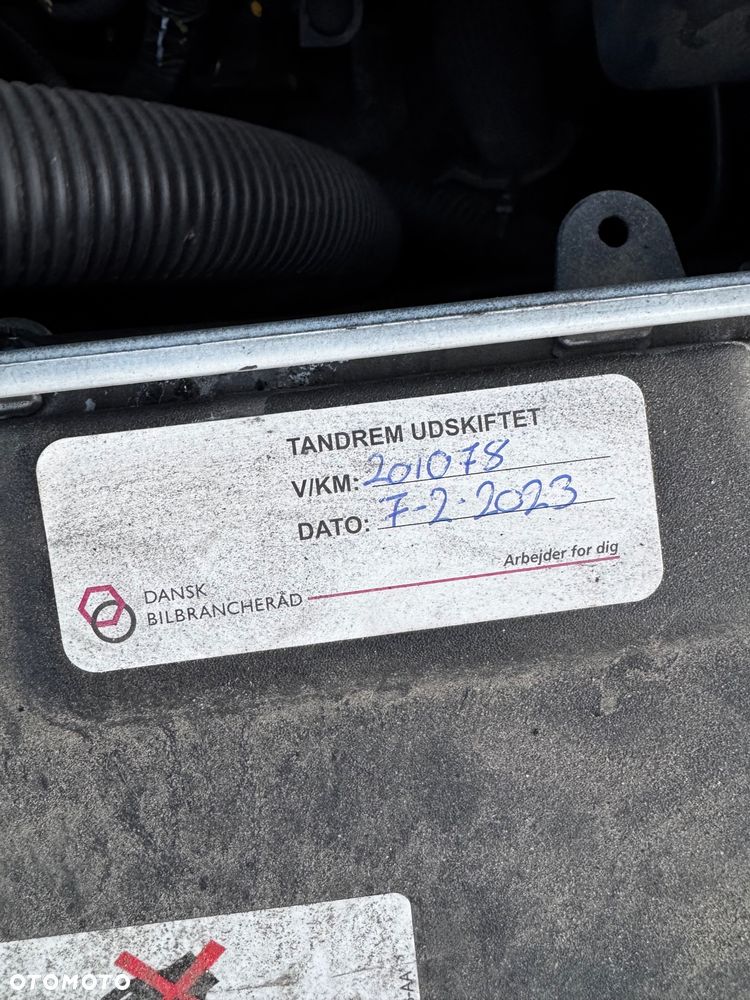 TANDREM UDSKIFTET
V/KM: 201078
DATO: 7-2-2023
Arbejder for dig
DANSK
BILBRANCHERÅD
OTOMOTO